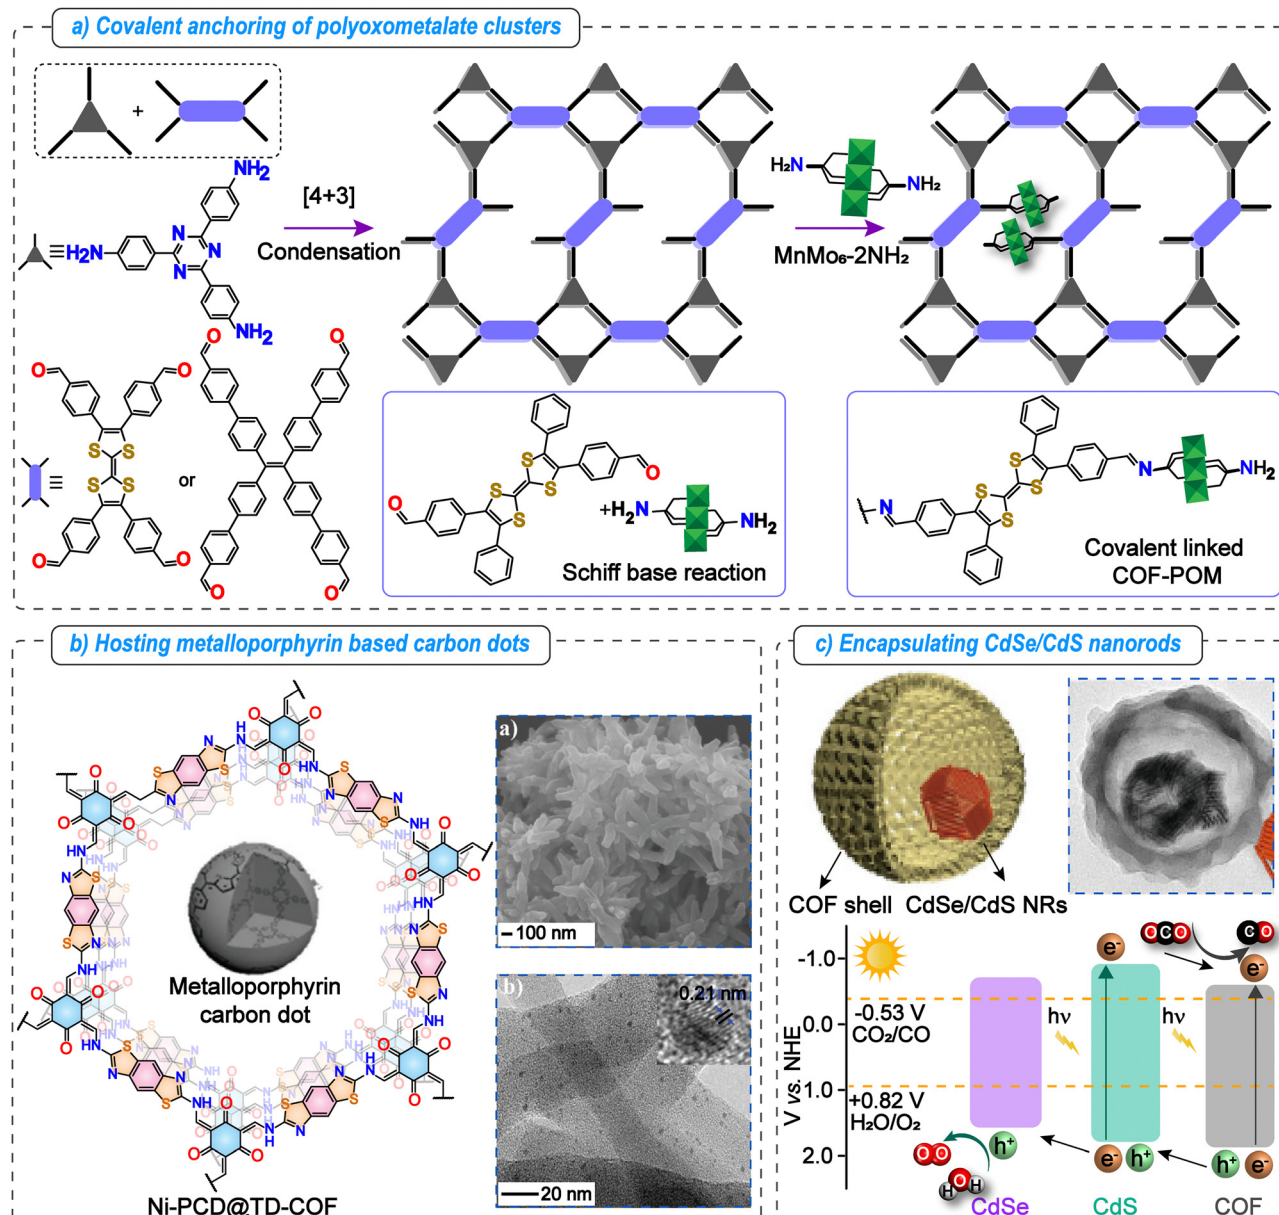 a) Covalent anchoring of polyoxometalate clusters
+
NH2
[4+3]
Condensation
H2N
N
N
N
NH2
≡
H₂N
NH₂
MnMo₆-2NH₂
O
O
O
O
S
S
S
S
or
O
O
O
O
≡
S
S
S
S
O
O
+H2N
NH2
Schiff base reaction
S
S
S
S
N
N
NH2
Covalent linked
COF-POM
b) Hosting metalloporphyrin based carbon dots
Metalloporphyrin
carbon dot
Ni-PCD@TD-COF
a)
100 nm
b)
0.21 nm
20 nm
c) Encapsulating CdSe/CdS nanorods
COF shell
CdSe/CdS NRs
V vs. NHE
-1.0
0.0
1.0
2.0
-0.53 V
CO₂/CO
+0.82 V
H₂O/O₂
hν
hν
e-
e-
OCO
CO
OO
HOH
h+
e-
h+
h+
e-
CdSe
CdS
COF